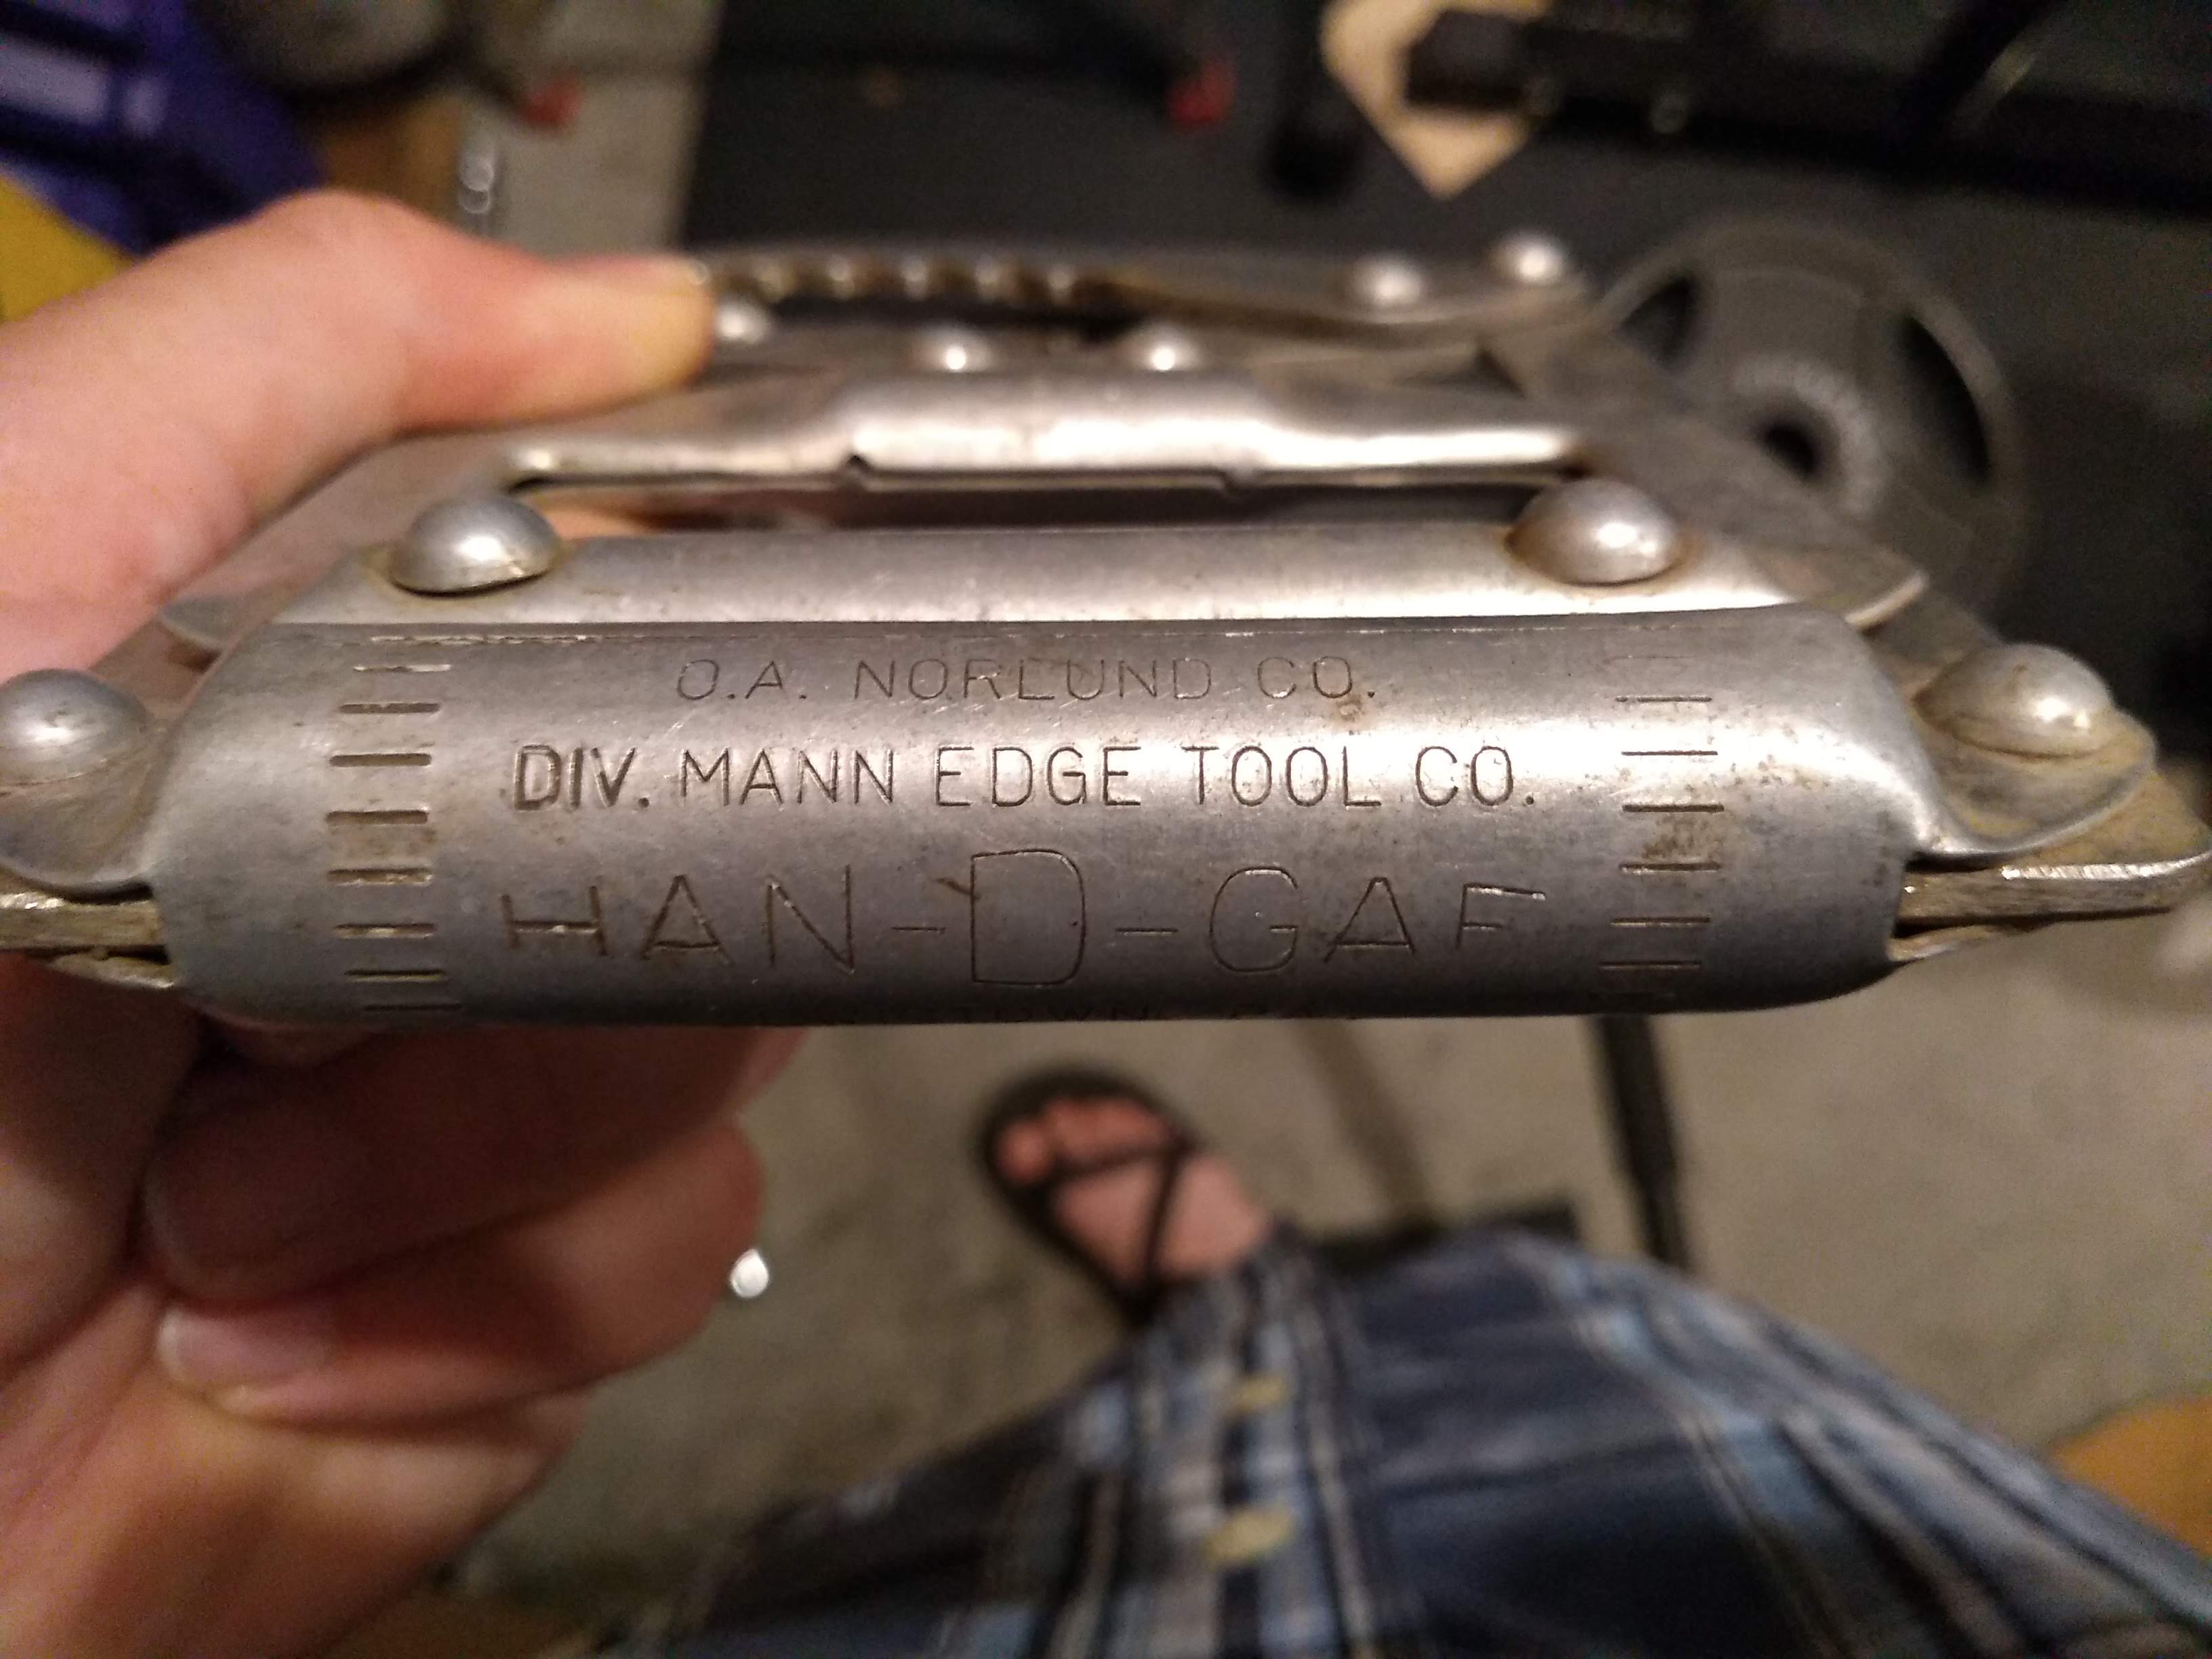 O.A. NORLUND CO.
DIV. MANN EDGE TOOL CO.
HAN-D-GAF